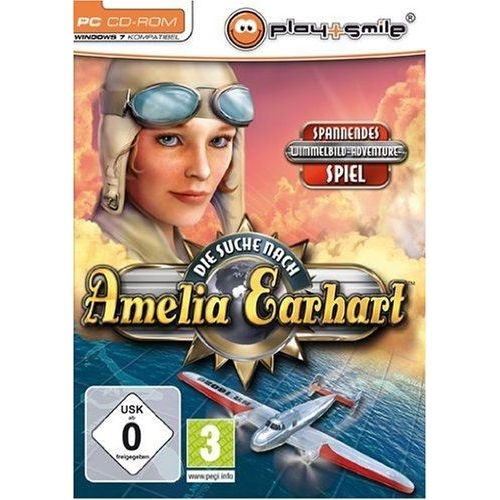 PC CD-ROM
WINDOWS 7 KOMPATIBEL
play+smile®
SPANNENDES
WIMMELBILD-ADVENTURE
SPIEL
DIE SUCHE NACH
Amelia Earhart™
USK
ab
0
freigegeben
3
www.pegi.info